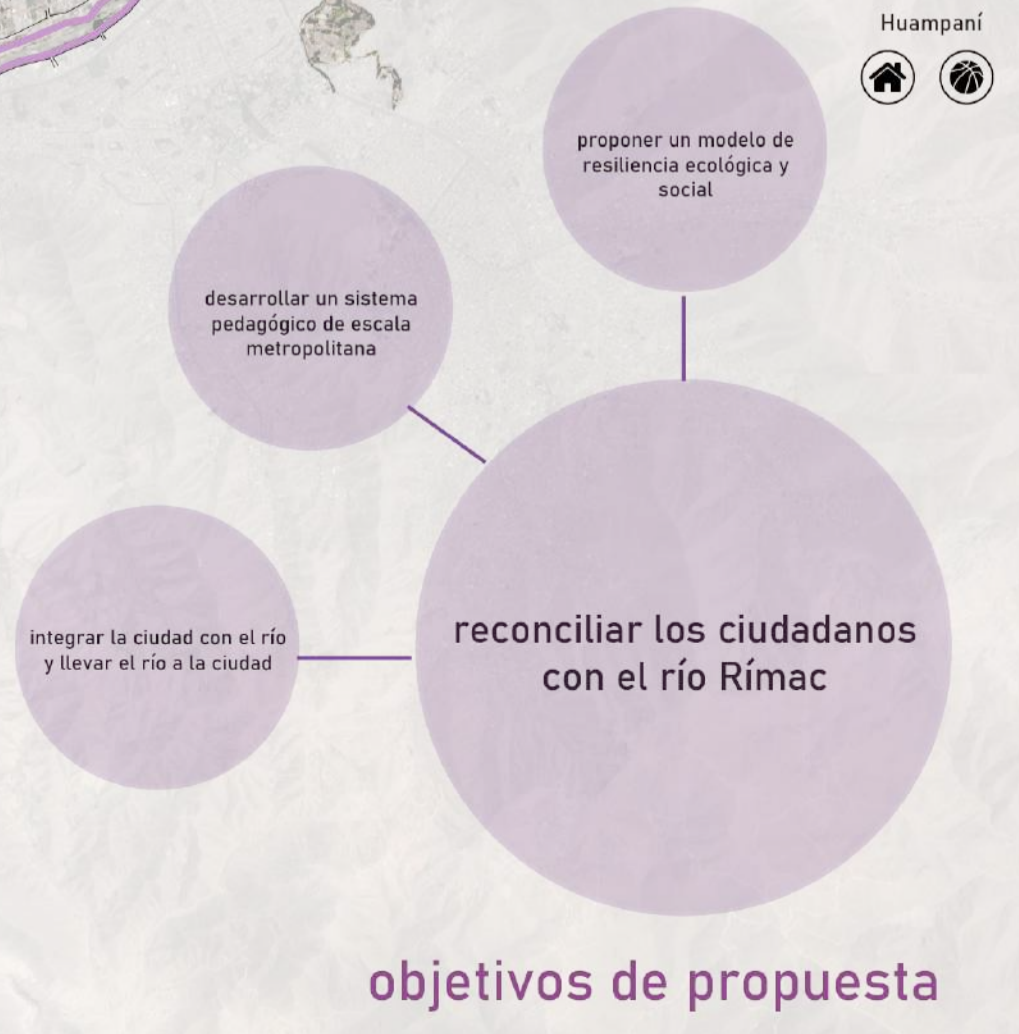 Huampaní
proponer un modelo de
resiliencia ecológica y
social
desarrollar un sistema
pedagógico de escala
metropolitana
integrar la ciudad con el río
y llevar el río a la ciudad
reconciliar los ciudadanos
con el río Rímac
objetivos de propuesta